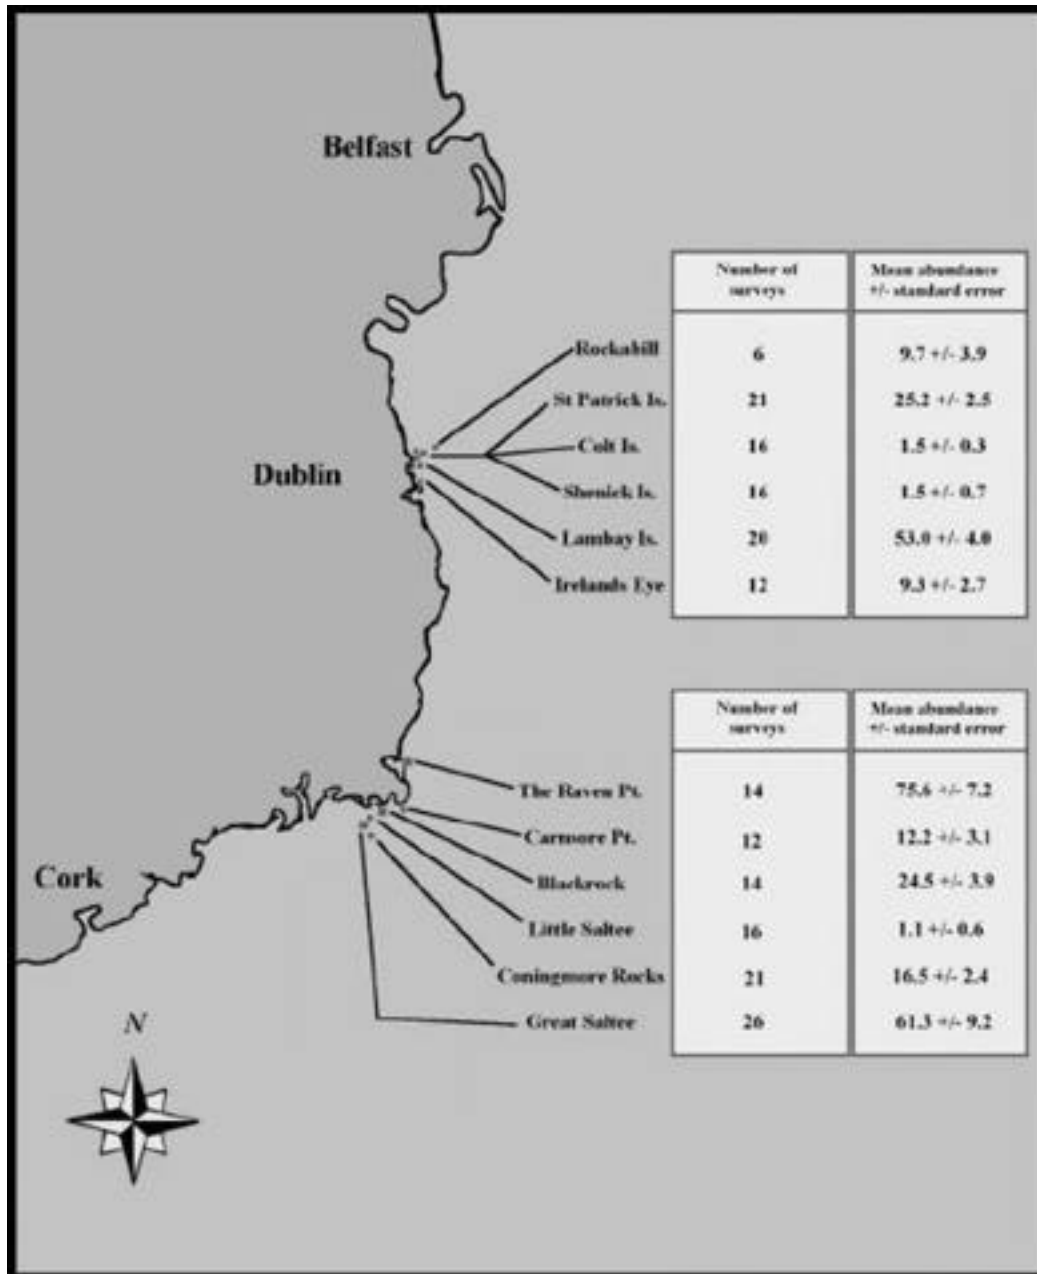 Belfast
Number of surveys Mean abundance +/- standard error
Rockabill 6 9.7 +/- 3.9
St Patrick Is. 21 25.2 +/- 2.5
Colt Is. 16 1.5 +/- 0.3
Dublin
Shenick Is. 16 1.5 +/- 0.7
Lambay Is. 20 53.0 +/- 4.0
Irelands Eye 12 9.3 +/- 2.7
Number of surveys Mean abundance +/- standard error
The Raven Pt. 14 75.6 +/- 7.2
Carnsore Pt. 12 12.2 +/- 3.1
Blackrock 14 24.5 +/- 3.9
Cork
Little Saltee 16 1.1 +/- 0.6
Coningmore Rocks 21 16.5 +/- 2.4
Great Saltee 26 61.3 +/- 9.2
N